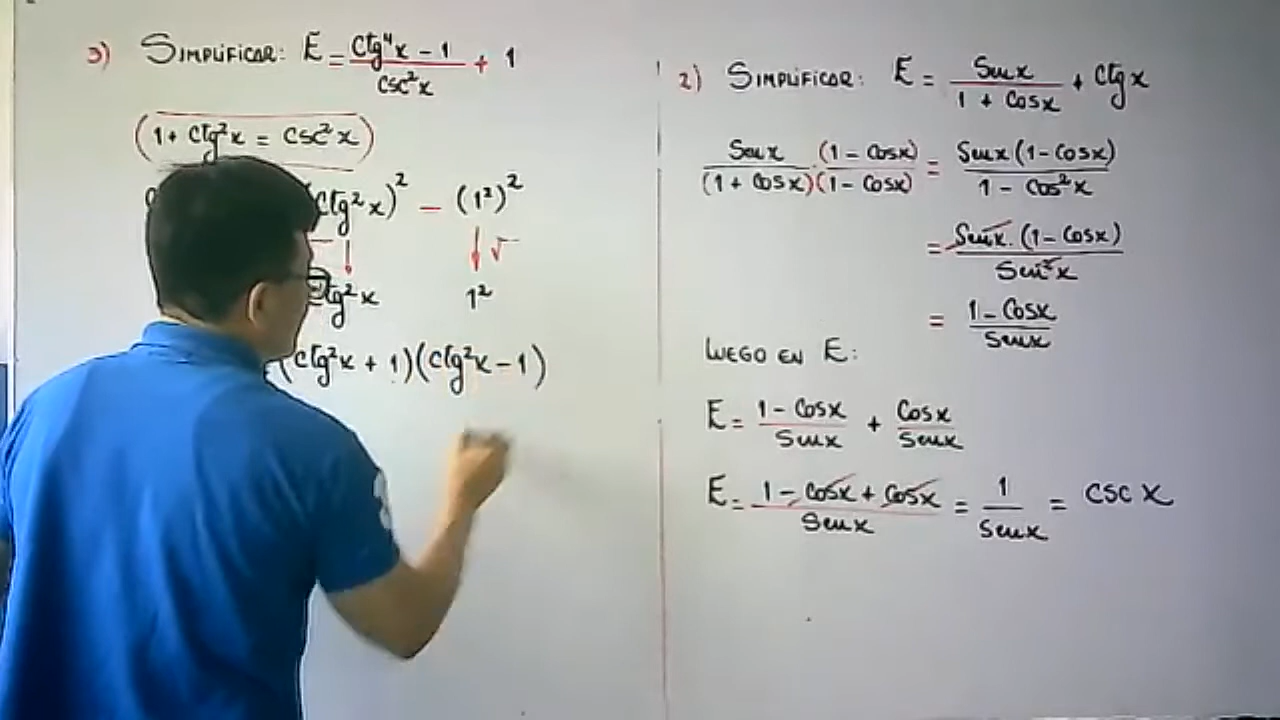 3) Simplificar: E = (Ctg⁴x − 1)/(Csc²x) + 1
(1 + Ctg²x = Csc²x)
(Ctg²x)² − (1²)²
√
Ctg²x 1²
(Ctg²x + 1)(Ctg²x − 1)
2) Simplificar: E = Senx/(1 + Cosx) + Ctgx
Senx/(1 + Cosx) · (1 − Cosx)/(1 − Cosx) = Senx(1 − Cosx)/(1 − Cos²x)
= Senx · (1 − Cosx)/Sen²x
= (1 − Cosx)/Senx
Luego en E:
E = (1 − Cosx)/Senx + Cosx/Senx
E = (1 − Cosx + Cosx)/Senx = 1/Senx = CSC X